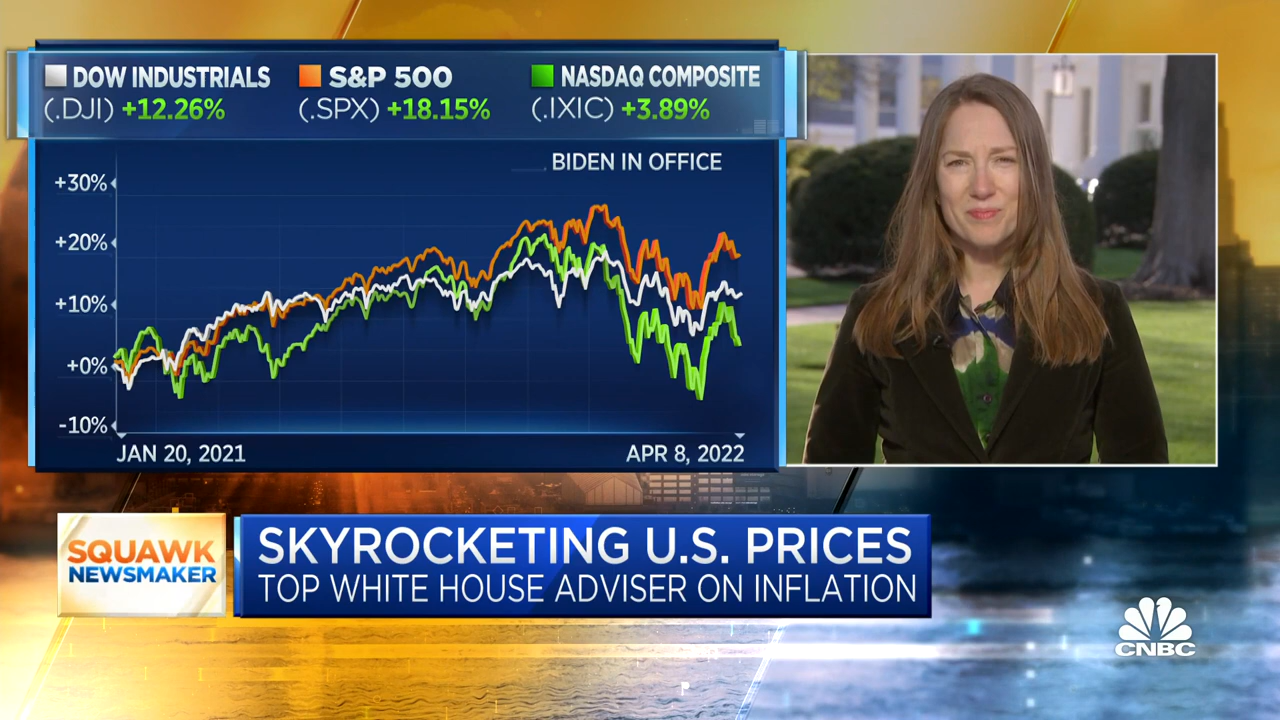 DOW INDUSTRIALS
(.DJI) +12.26%
S&P 500
(.SPX) +18.15%
NASDAQ COMPOSITE
(.IXIC) +3.89%
BIDEN IN OFFICE
+30%
+20%
+10%
+0%
-10%
JAN 20, 2021
APR 8, 2022
SQUAWK
NEWSMAKER
SKYROCKETING U.S. PRICES
TOP WHITE HOUSE ADVISER ON INFLATION
CNBC